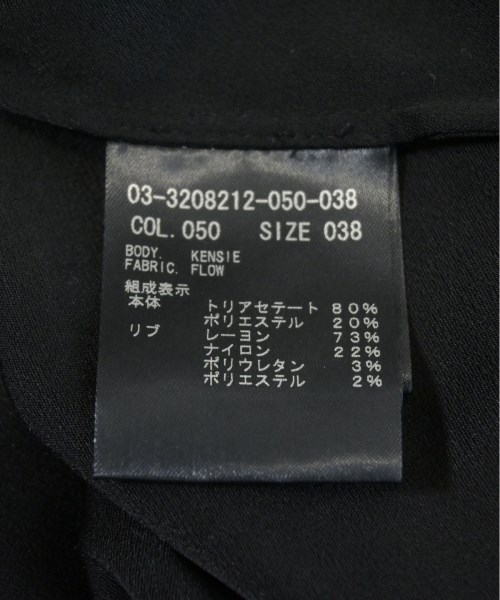 03-3208212-050-038
COL. 050 SIZE 038
BODY. KENSIE
FABRIC. FLOW
組成表示
本体 トリアセテート 80%
ポリエステル 20%
リブ レーヨン 73%
ナイロン 22%
ポリウレタン 3%
ポリエステル 2%